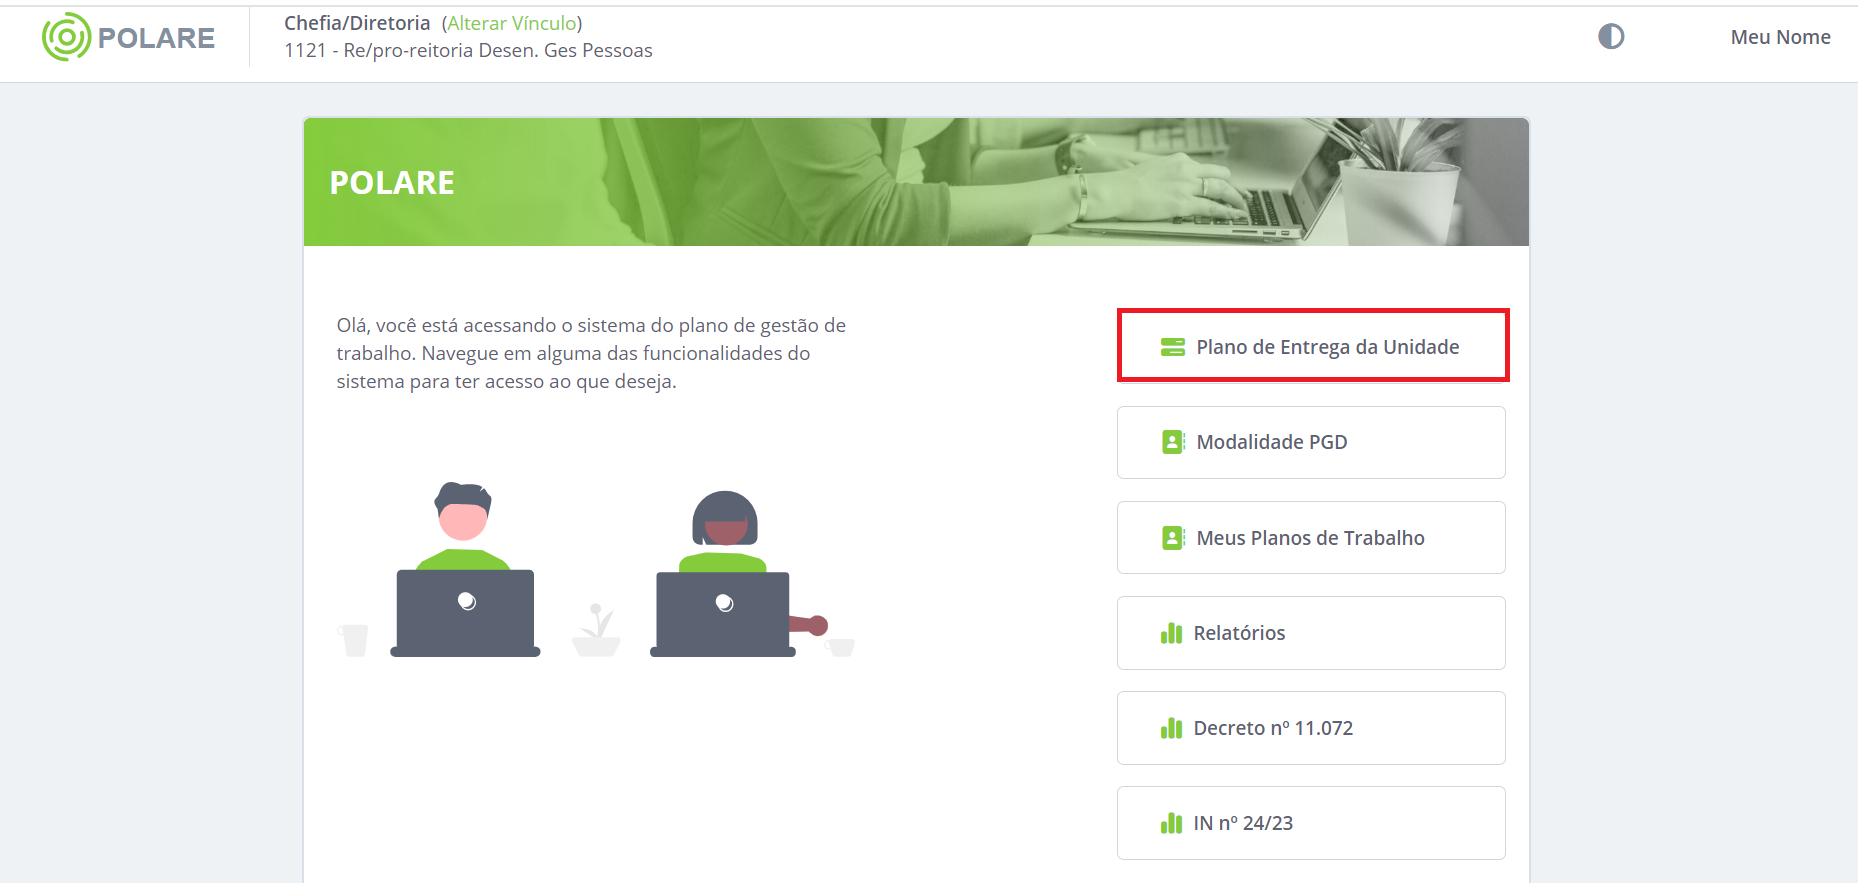 POLARE
Chefia/Diretoria (Alterar Vínculo)
1121 - Re/pro-reitoria Desen. Ges Pessoas
Meu Nome
POLARE
Olá, você está acessando o sistema do plano de gestão de
trabalho. Navegue em alguma das funcionalidades do
sistema para ter acesso ao que deseja.
Plano de Entrega da Unidade
Modalidade PGD
Meus Planos de Trabalho
Relatórios
Decreto nº 11.072
IN nº 24/23